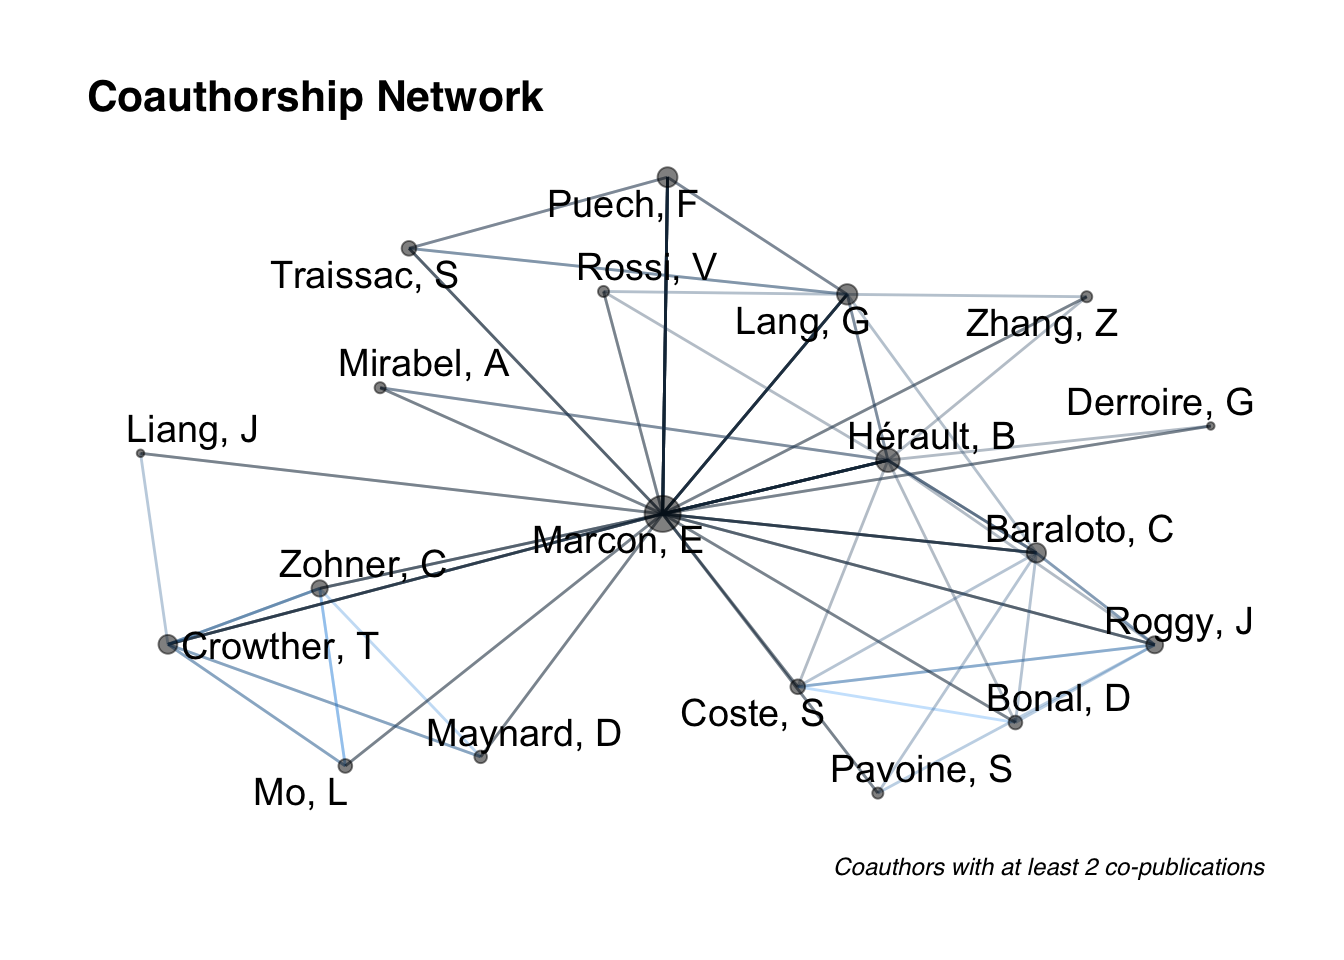 Coauthorship Network
Puech, F
Traissac, S
Rossi, V
Lang, G
Zhang, Z
Mirabel, A
Derroire, G
Liang, J
Hérault, B
Marcon, E
Baraloto, C
Zohner, C
Roggy, J
Crowther, T
Bonal, D
Coste, S
Maynard, D
Pavoine, S
Mo, L
Coauthors with at least 2 co-publications